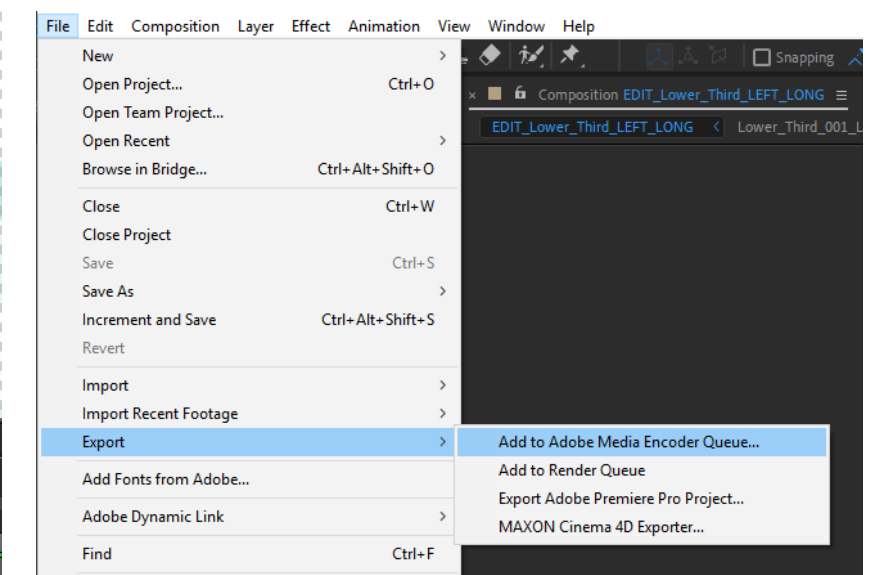 File Edit Composition Layer Effect Animation View Window Help
New
Snapping
Open Project... Ctrl+O
Composition EDIT_Lower_Third_LEFT_LONG
Open Team Project...
EDIT_Lower_Third_LEFT_LONG Lower_Third_001_L
Open Recent
Browse in Bridge... Ctrl+Alt+Shift+O
Close Ctrl+W
Close Project
Save Ctrl+S
Save As
Increment and Save Ctrl+Alt+Shift+S
Revert
Import
Import Recent Footage
Export
Add to Adobe Media Encoder Queue...
Add to Render Queue
Add Fonts from Adobe...
Export Adobe Premiere Pro Project...
Adobe Dynamic Link
MAXON Cinema 4D Exporter...
Find Ctrl+F